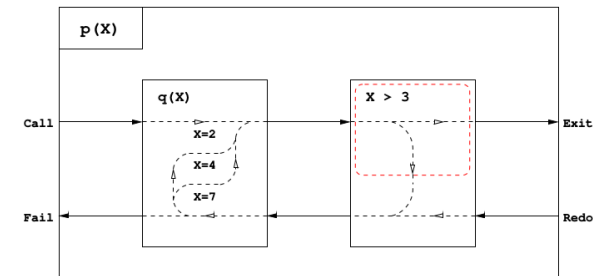 p(X)
q(X)
X > 3
Call
X=2
Exit
X=4
X=7
Fail
Redo